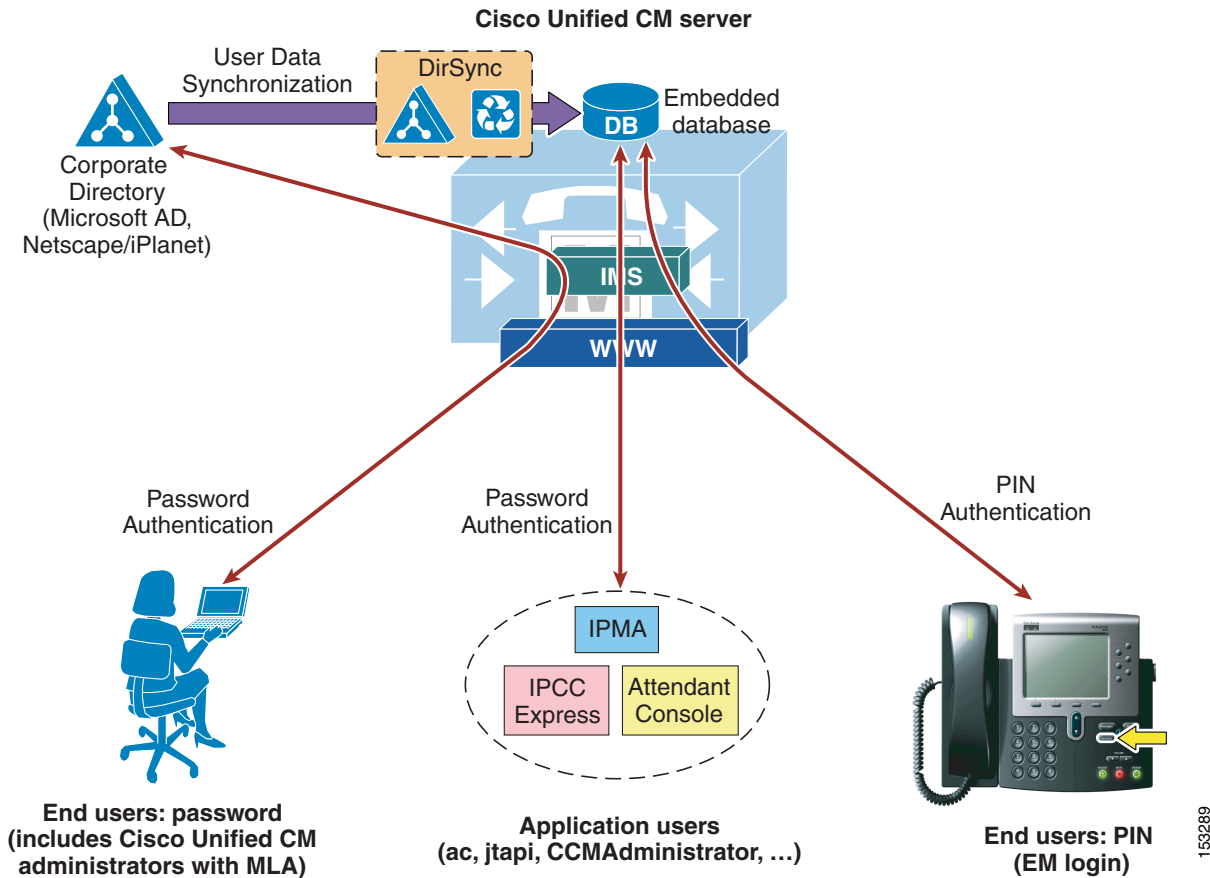 Cisco Unified CM server
User Data
Synchronization
DirSync
DB
Embedded
database
Corporate
Directory
(Microsoft AD,
Netscape/iPlanet)
IMS
WWW
Password
Authentication
Password
Authentication
PIN
Authentication
IPMA
IPCC
Express
Attendant
Console
End users: password
(includes Cisco Unified CM
administrators with MLA)
Application users
(ac, jtapi, CCMAdministrator, …)
End users: PIN
(EM login)
153289